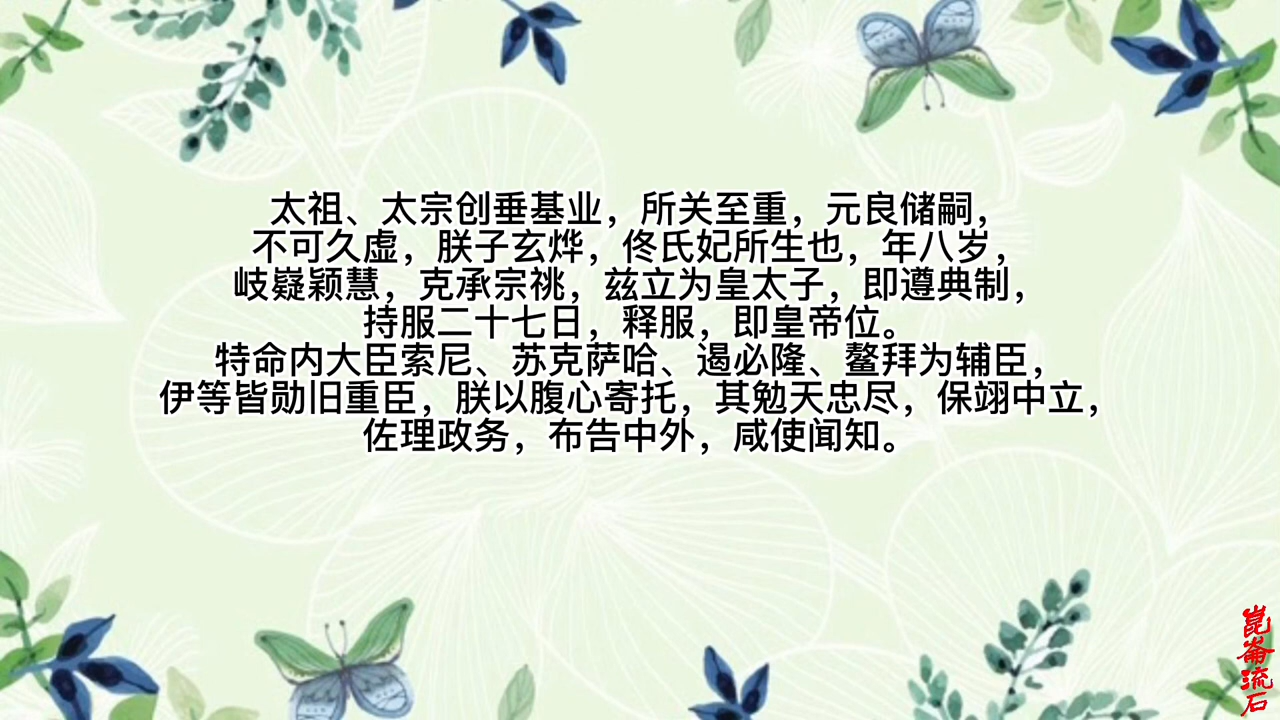 太祖、太宗创垂基业，所关至重，元良储嗣，
不可久虚，朕子玄烨，佟氏妃所生也，年八岁，
岐嶷颖慧，克承宗祧，兹立为皇太子，即遵典制，
持服二十七日，释服，即皇帝位。
特命内大臣索尼、苏克萨哈、遏必隆、鳌拜为辅臣，
伊等皆勋旧重臣，朕以腹心寄托，其勉天忠尽，保翊中立，
佐理政务，布告中外，咸使闻知。
崑崙流石